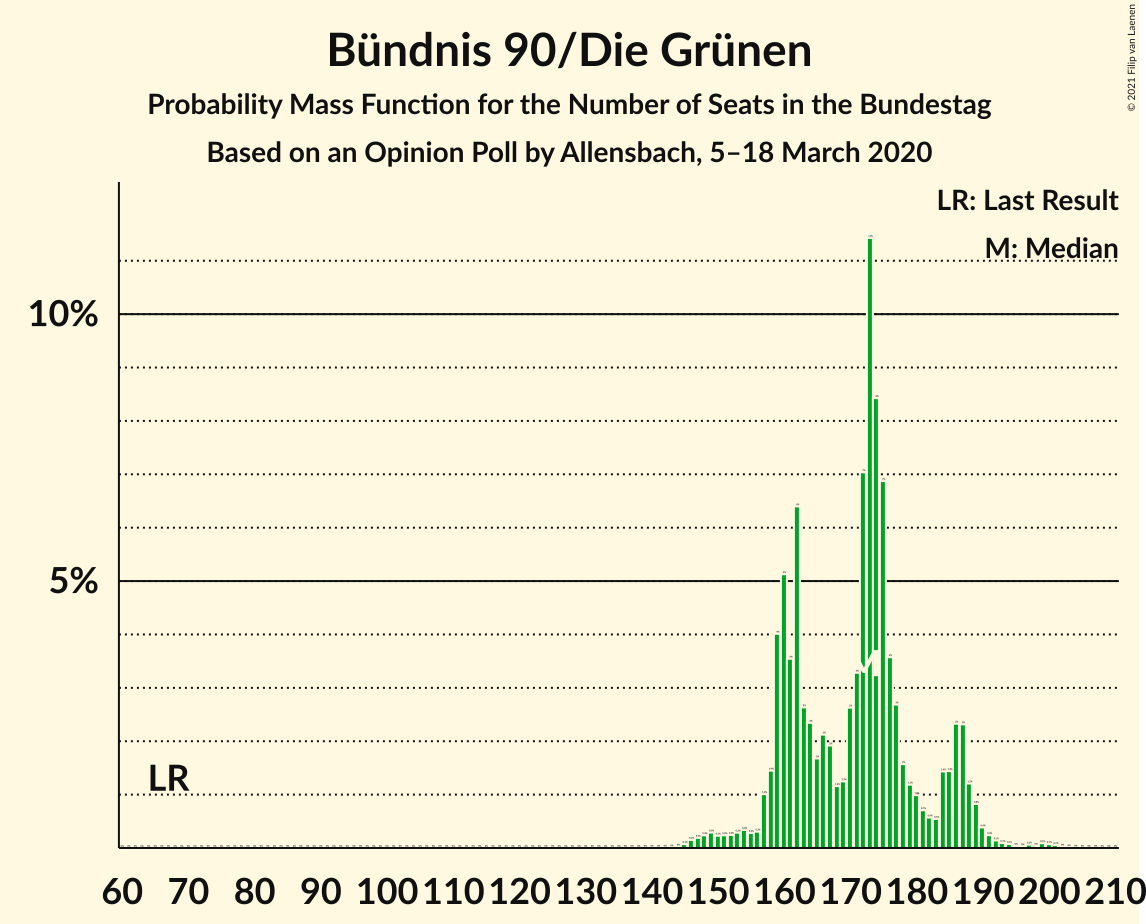 Bündnis 90/Die Grünen
Probability Mass Function for the Number of Seats in the Bundestag
Based on an Opinion Poll by Allensbach, 5–18 March 2020
© 2021 Filip van Laenen
LR: Last Result
M: Median
10%
5%
LR
M
60 70 80 90 100 110 120 130 140 150 160 170 180 190 200 210